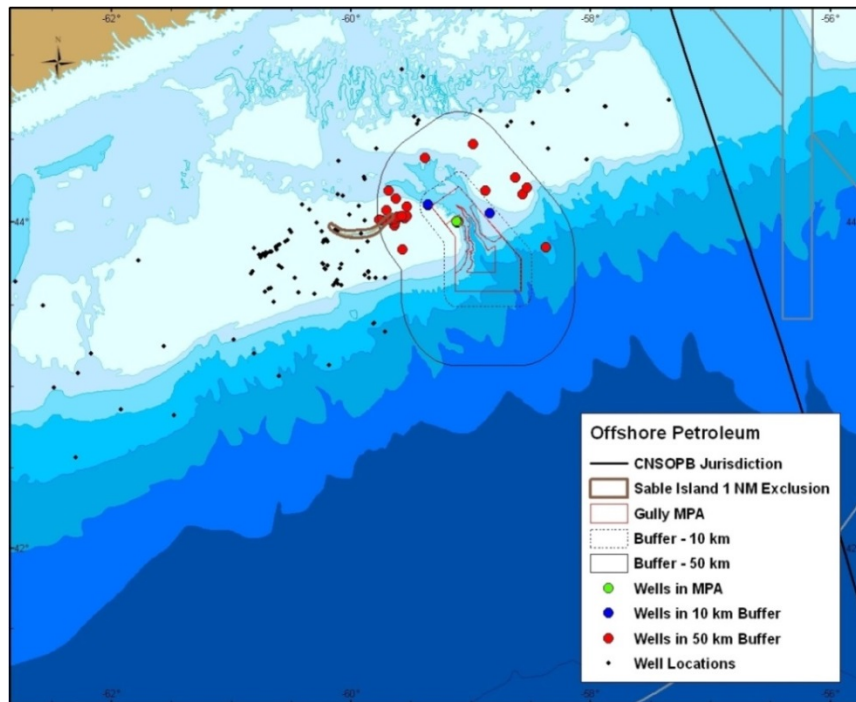 -62°
-60°
-58°
-56°
N
44°
44°
42°
42°
Offshore Petroleum
CNSOPB Jurisdiction
Sable Island 1 NM Exclusion
Gully MPA
Buffer - 10 km
Buffer - 50 km
Wells in MPA
Wells in 10 km Buffer
Wells in 50 km Buffer
Well Locations
-62°
-60°
-58°
-56°